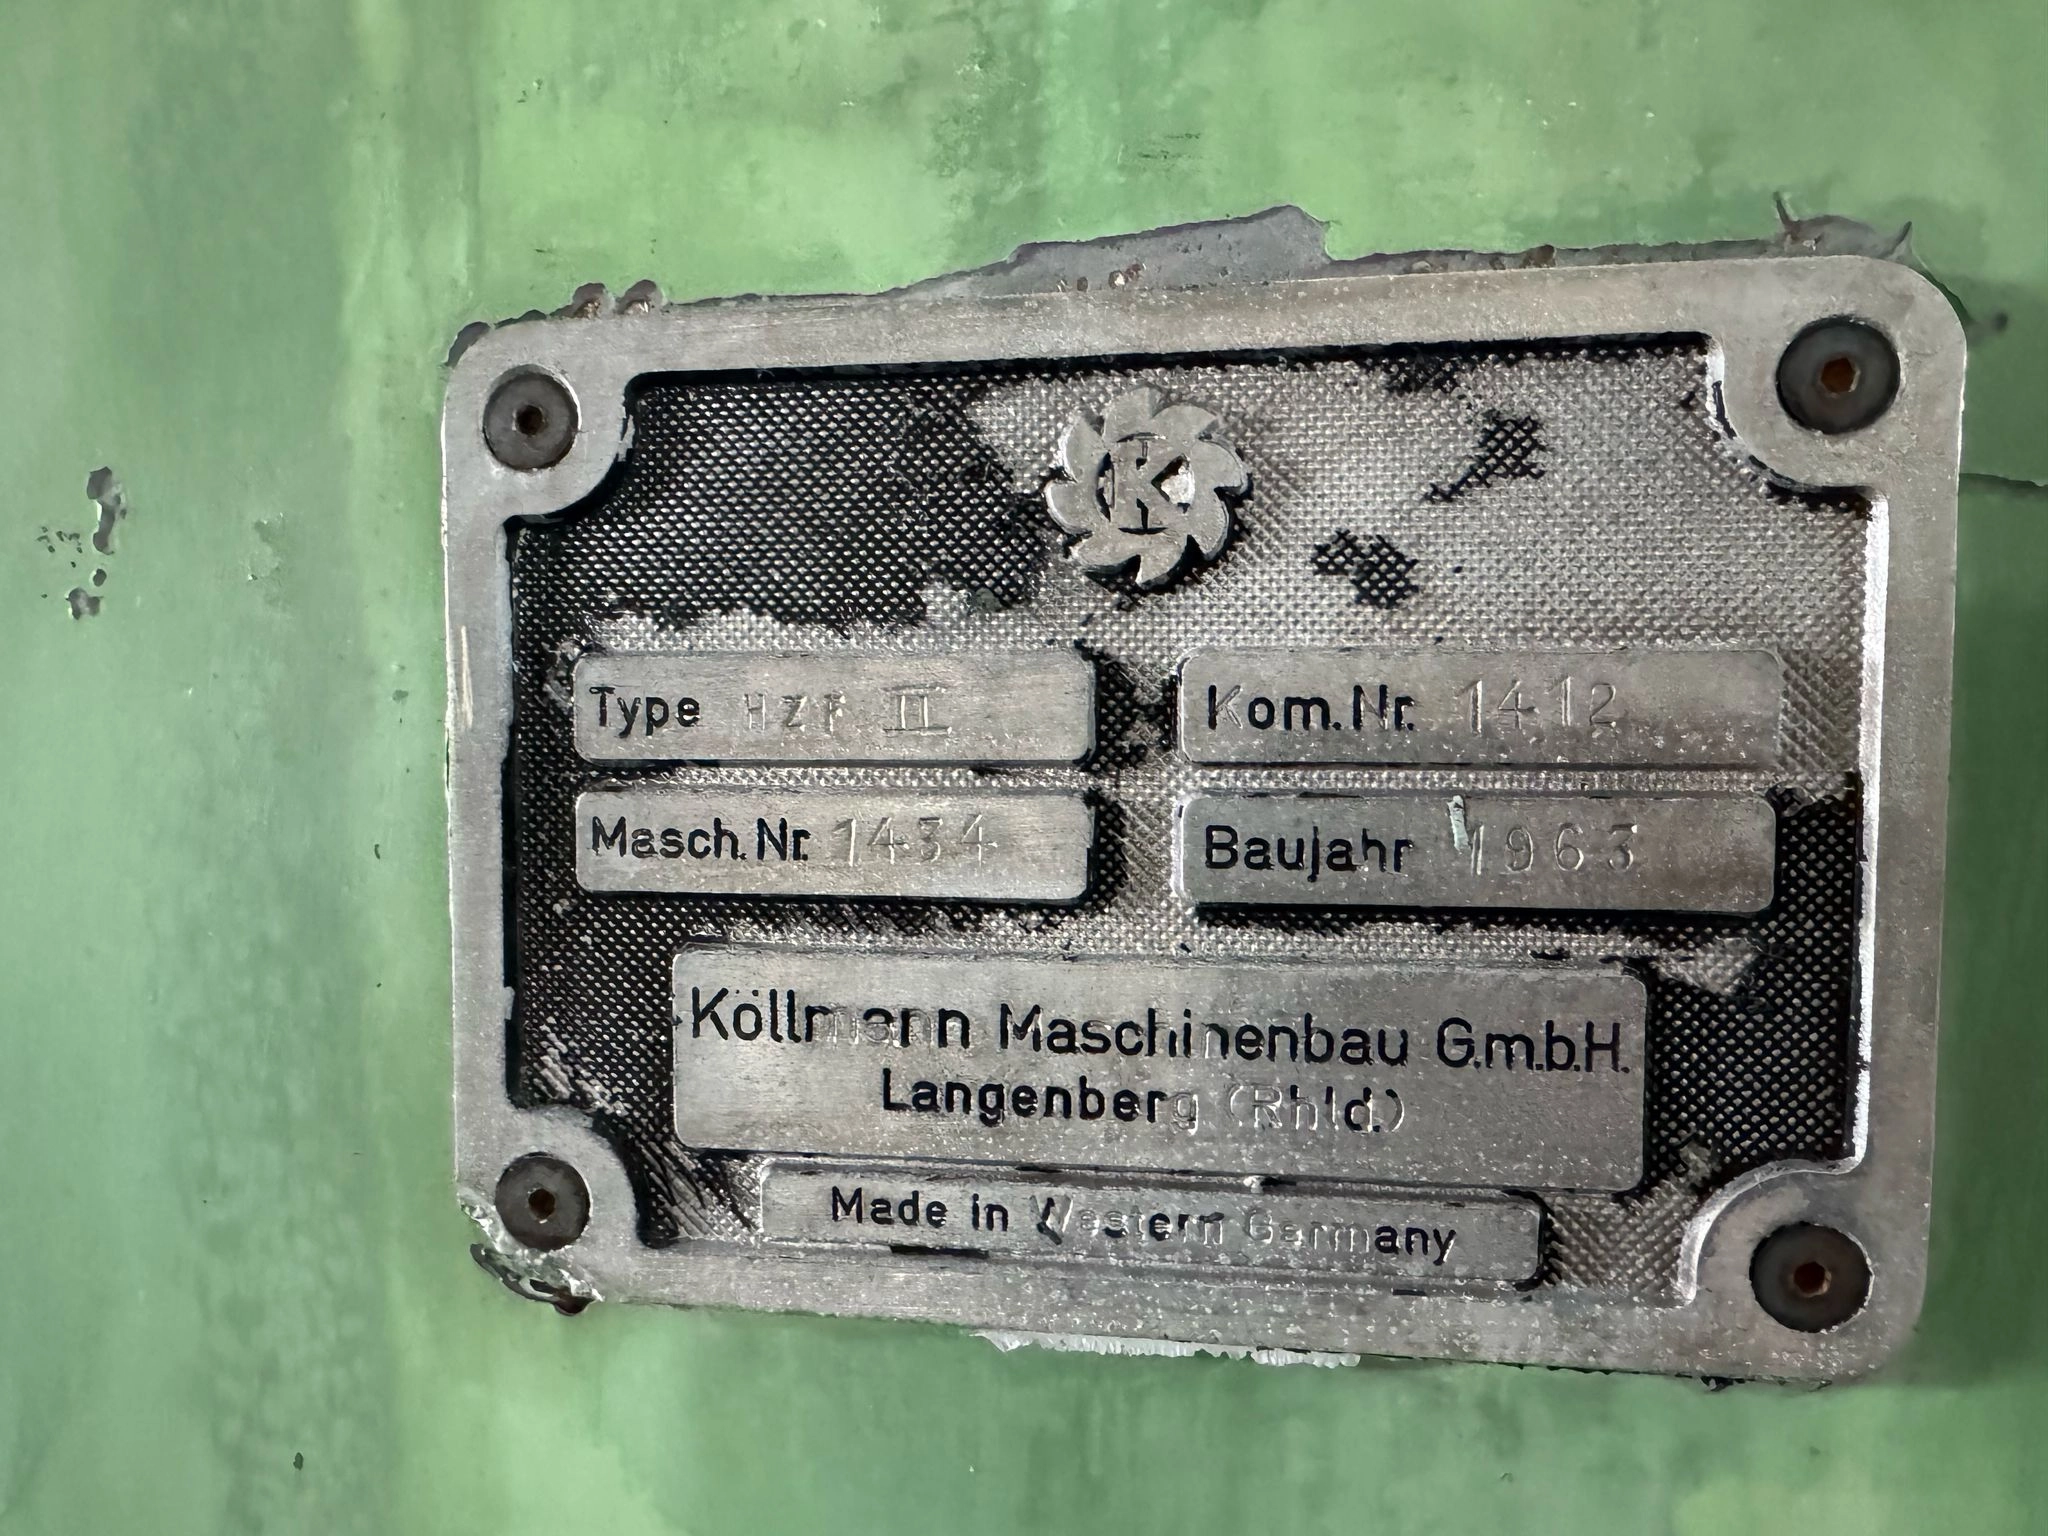 K
Type HZF II
Kom.Nr. 1412
Masch.Nr. 1434
Baujahr 1963
Köllmann Maschinenbau G.m.b.H.
Langenberg (Rhld.)
Made in Western Germany